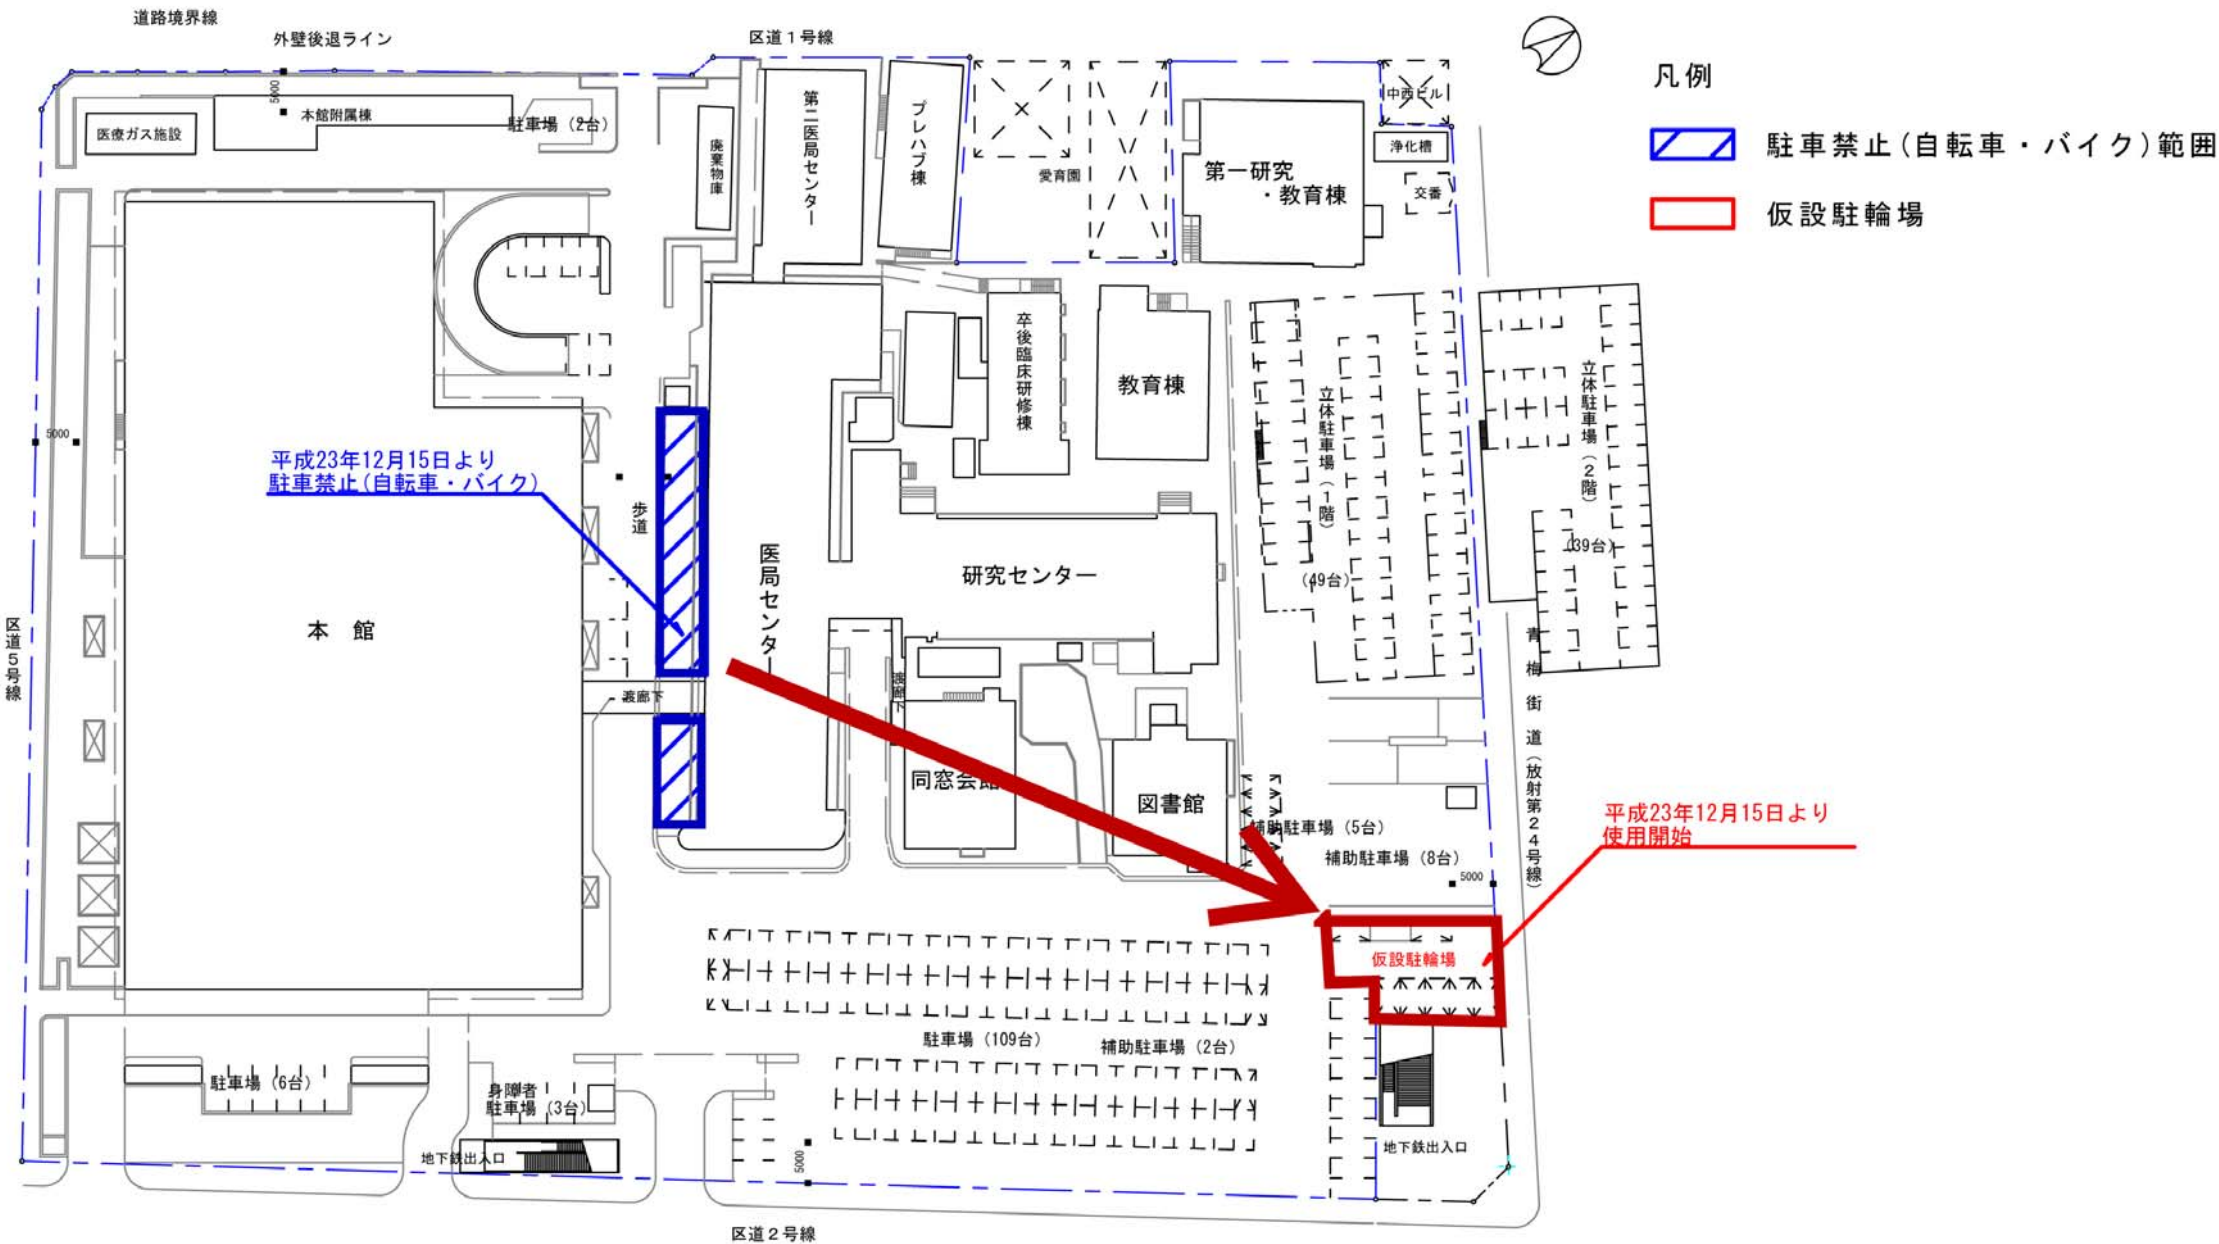 道路境界線
外壁後退ライン
区道1号線
凡例
駐車禁止(自転車・バイク)範囲
仮設駐輪場
5000
医療ガス施設
本館附属棟
駐車場(2台)
廃棄物庫
第二医局センター
プレハブ棟
愛育園
第一研究
・教育棟
中西ビル
浄化槽
交番
卒後臨床研修棟
教育棟
立体駐車場(1階)
(49台)
立体駐車場(2階)
(39台)
5000
平成23年12月15日より
駐車禁止(自転車・バイク)
歩道
医局センター
研究センター
区道5号線
本 館
渡廊下
渡廊下
青梅街道(放射第24号線)
同窓会館
図書館
補助駐車場(5台)
補助駐車場(8台)
5000
平成23年12月15日より
使用開始
仮設駐輪場
駐車場(109台)
補助駐車場(2台)
駐車場(6台)
身障者
駐車場(3台)
地下鉄出入口
5000
地下鉄出入口
区道2号線